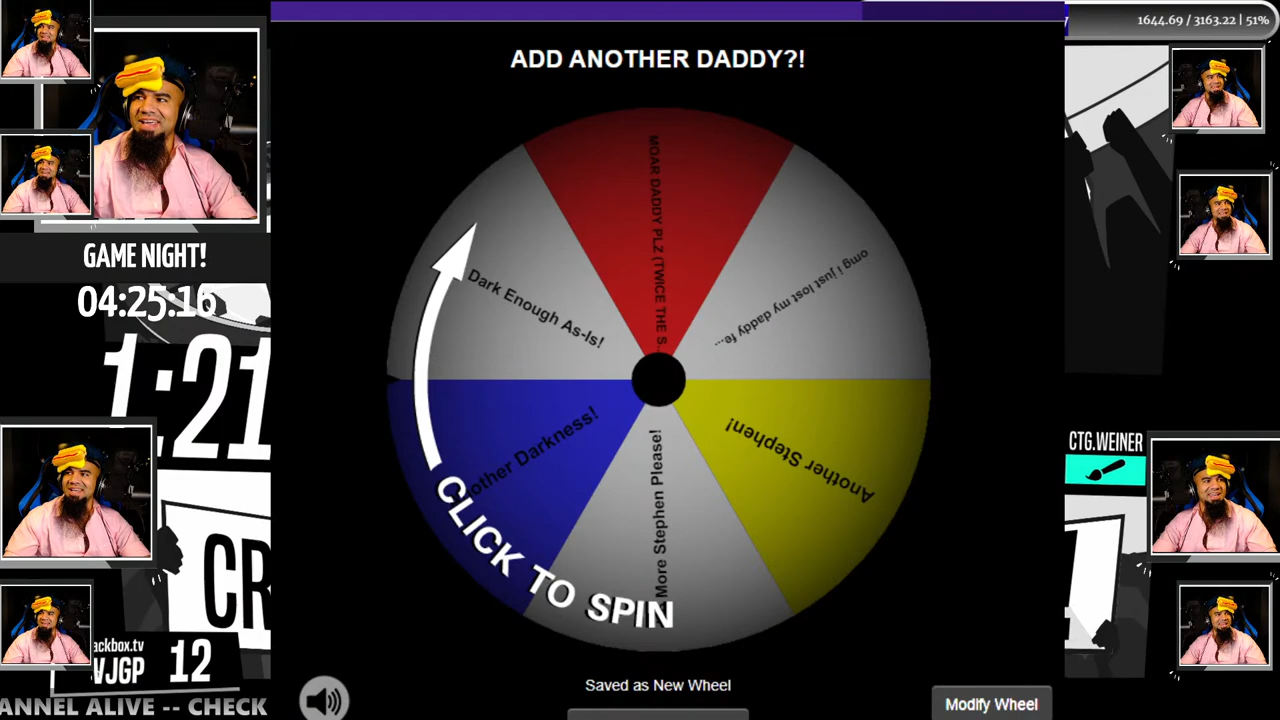 1644.69 / 3163.22 | 51%
ADD ANOTHER DADDY?!
MOAR DADDY PLZ (TWICE THE S...
omg i just lost my daddy fe...
Dark Enough As-Is!
other Darkness!
More Stephen Please!
Another Stephen!
CLICK TO SPIN
Saved as New Wheel
Modify Wheel
GAME NIGHT!
04:25.16
1:21
CR
ackbox.tv
VJGP
12
ANNEL ALIVE -- CHECK
CTG.WEINER